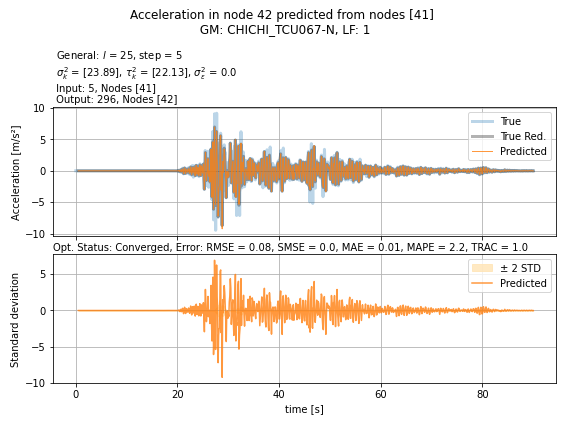 Acceleration in node 42 predicted from nodes [41]
GM: CHICHI_TCU067-N, LF: 1
General: l = 25, step = 5
σ²ₖ = [23.89], τ²ₖ = [22.13], σ²ε = 0.0
Input: 5, Nodes [41]
Output: 296, Nodes [42]
Acceleration [m/s²]
10
5
0
−5
−10
True
True Red.
Predicted
Opt. Status: Converged, Error: RMSE = 0.08, SMSE = 0.0, MAE = 0.01, MAPE = 2.2, TRAC = 1.0
Standard deviation
5
0
−5
−10
± 2 STD
Predicted
0 20 40 60 80
time [s]